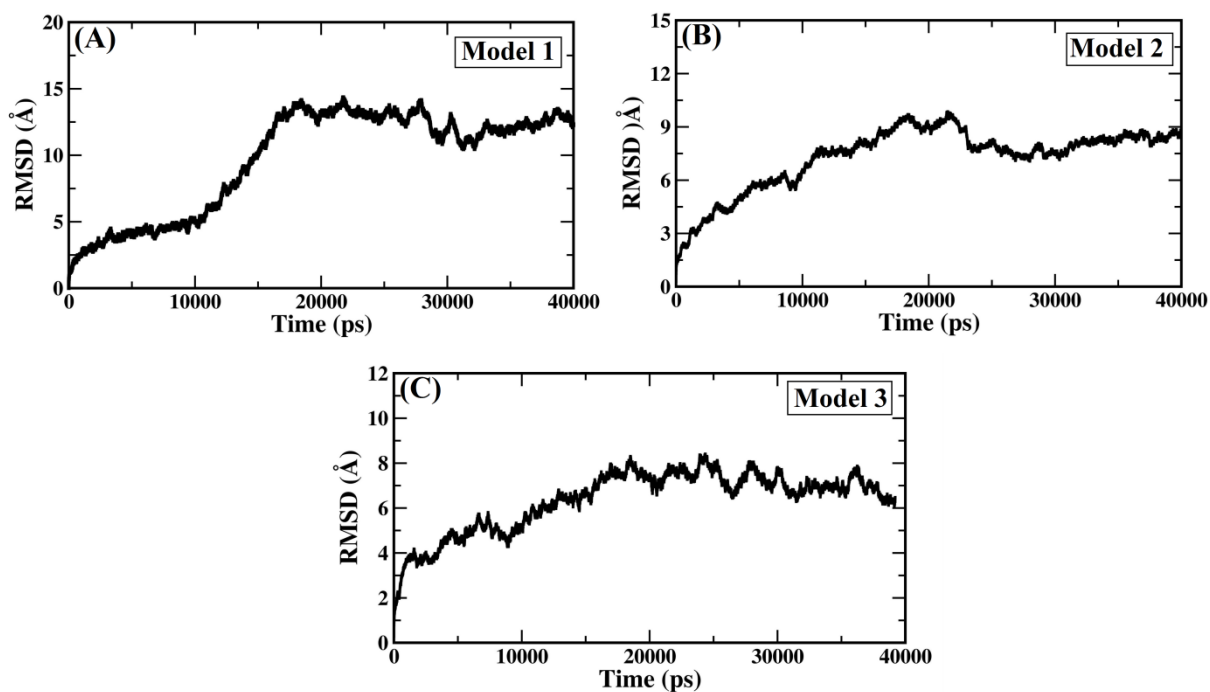 (A)
Model 1
RMSD (Å)
20
15
10
5
0
0 10000 20000 30000 40000
Time (ps)
(B)
Model 2
RMSD )Å)
15
12
9
6
3
0
0 10000 20000 30000 40000
Time (ps)
(C)
Model 3
RMSD (Å)
12
10
8
6
4
2
0
0 10000 20000 30000 40000
Time (ps)